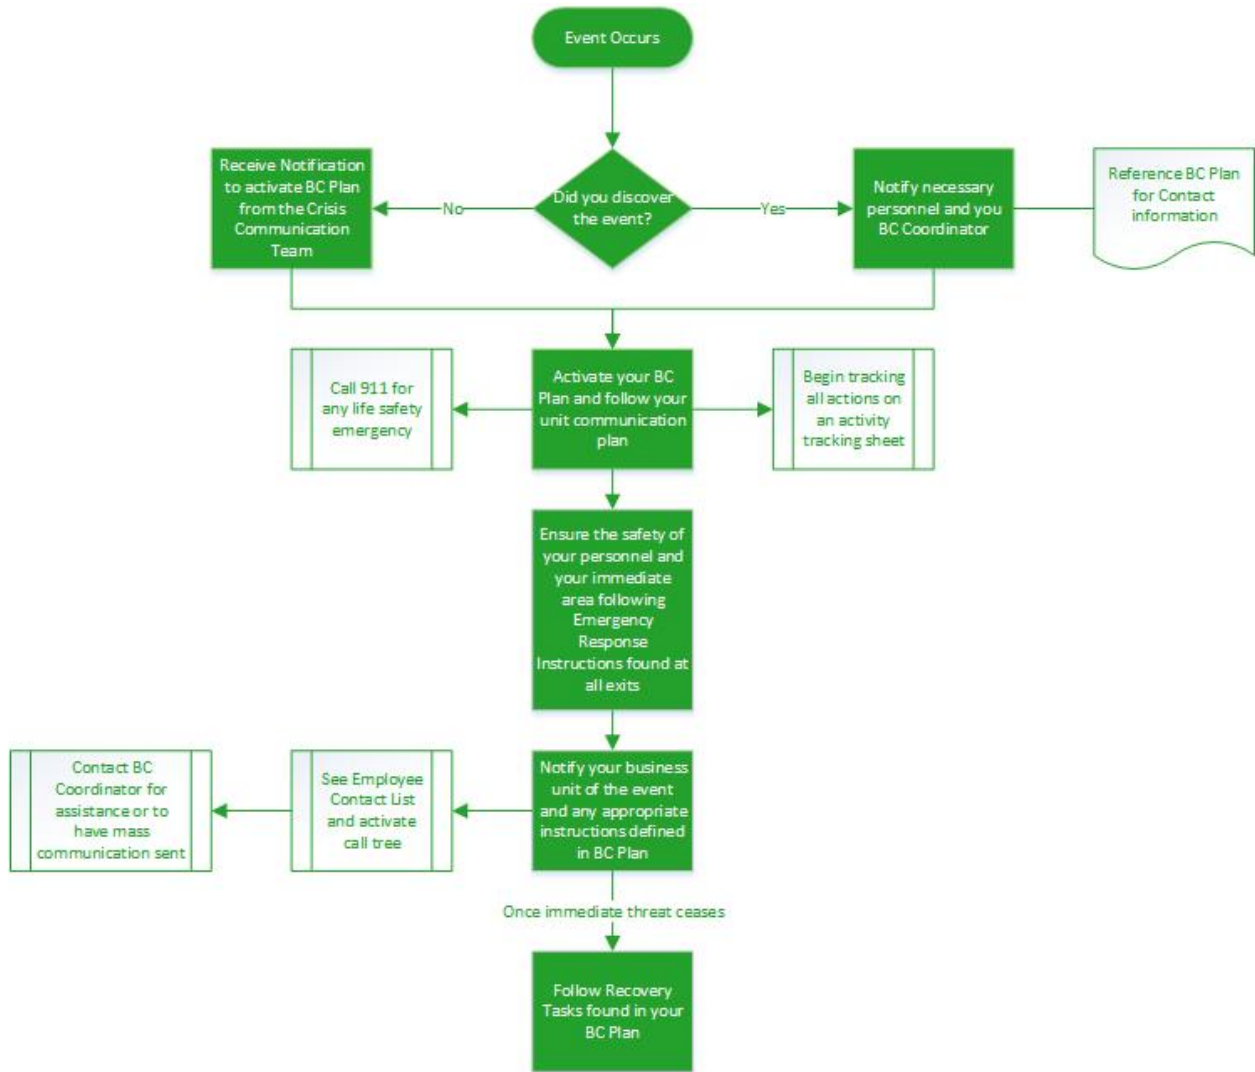 Event Occurs
Receive Notification
to activate BC Plan
from the Crisis
Communication
Team
No
Did you discover
the event?
Yes
Notify necessary
personnel and you
BC Coordinator
Reference BC Plan
for Contact
information
Call 911 for
any life safety
emergency
Activate your BC
Plan and follow your
unit communication
plan
Begin tracking
all actions on
an activity
tracking sheet
Ensure the safety of
your personnel and
your immediate
area following
Emergency
Response
Instructions found at
all exits
Contact BC
Coordinator for
assistance or to
have mass
communication sent
See Employee
Contact List
and activate
call tree
Notify your business
unit of the event
and any appropriate
instructions defined
in BC Plan
Once immediate threat ceases
Follow Recovery
Tasks found in your
BC Plan